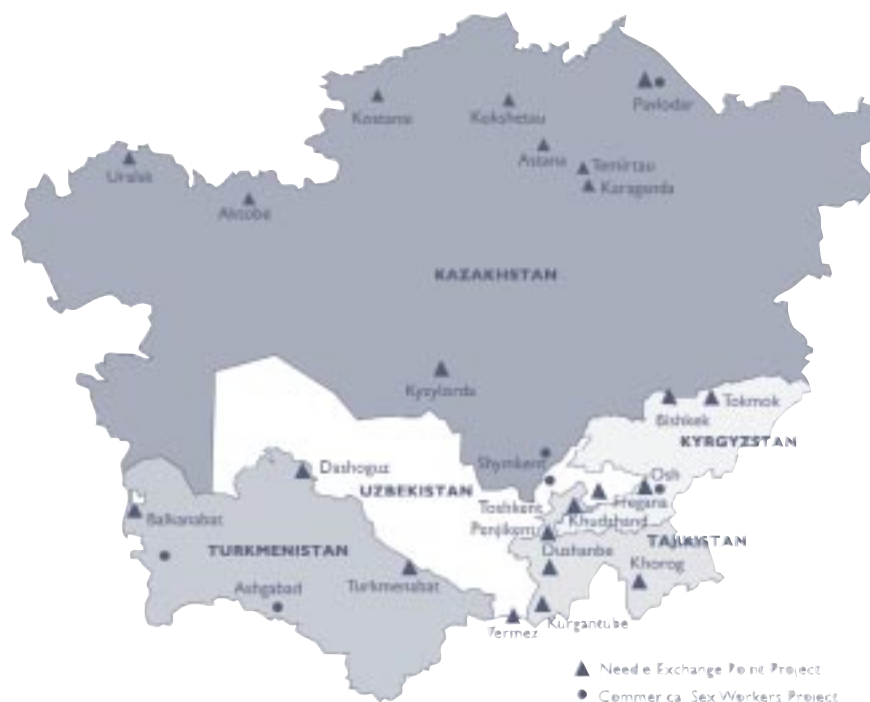 Pavlodar
Kostanai
Kokshetau
Astana
Temirtau
Uralsk
Karaganda
Aktobe
KAZAKHSTAN
Kyzylorda
Tokmok
Bishkek
KYRGYZSTAN
Shymkent
Dashoguz
Osh
UZBEKISTAN
Toshkent
Fregana
Khudzhand
Balkanabat
Penjikent
TAJIKISTAN
TURKMENISTAN
Dushanbe
Khorog
Ashgabad
Turkmenabat
Kurgantube
Termez
Needle Exchange Point Project
Commercial Sex Workers Project